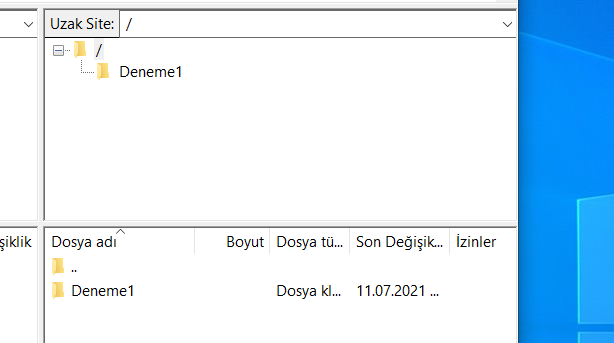 Uzak Site: /
/
Deneme1
şiklik Dosya adı Boyut Dosya tü... Son Değişik... İzinler
..
Deneme1 Dosya kl... 11.07.2021 ...